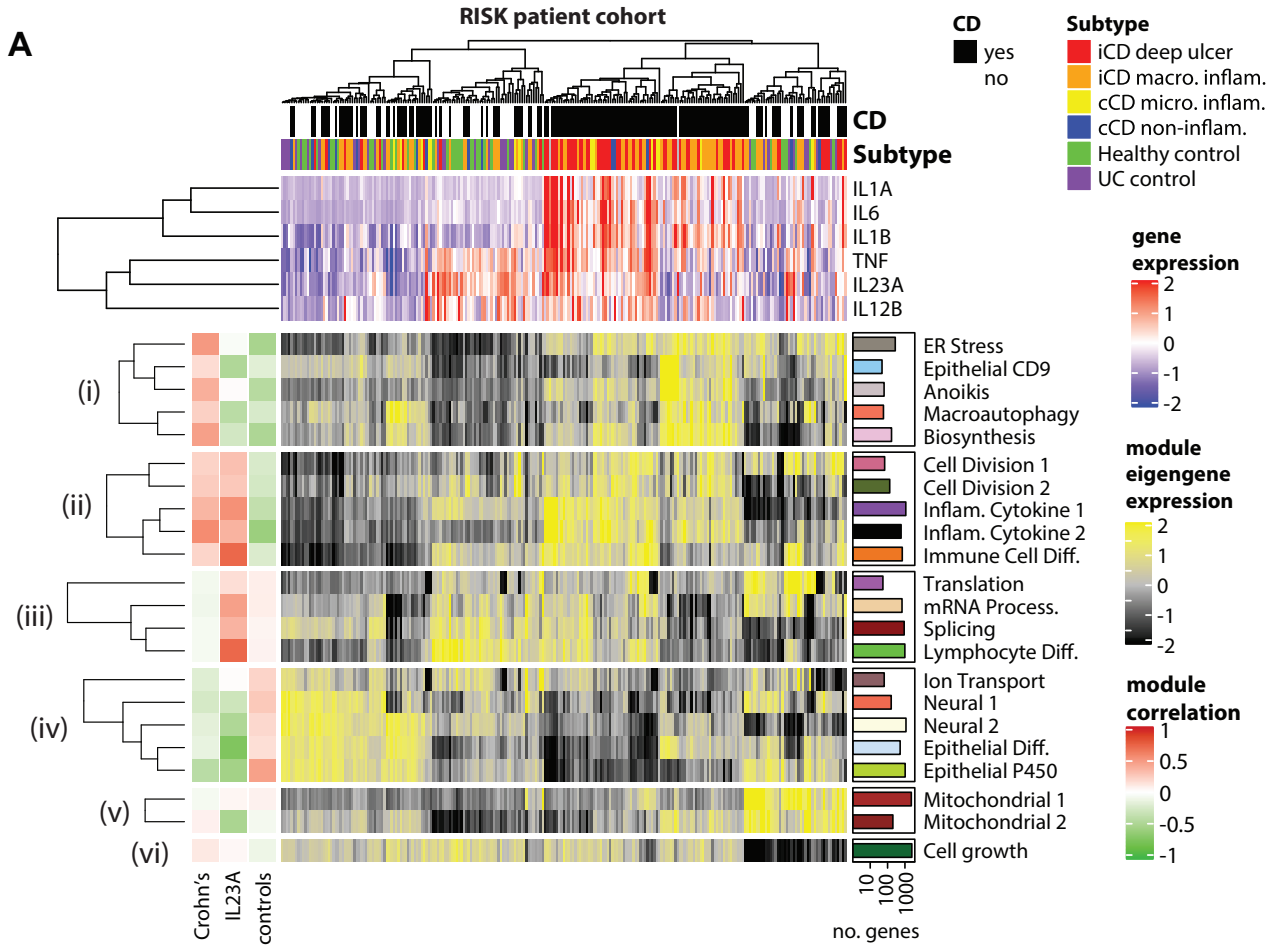 A
RISK patient cohort
CD
yes
no
Subtype
iCD deep ulcer
iCD macro. inflam.
cCD micro. inflam.
cCD non-inflam.
Healthy control
UC control
CD
Subtype
IL1A
IL6
IL1B
TNF
IL23A
IL12B
gene
expression
2
1
0
-1
-2
(i)
ER Stress
Epithelial CD9
Anoikis
Macroautophagy
Biosynthesis
(ii)
Cell Division 1
Cell Division 2
Inflam. Cytokine 1
Inflam. Cytokine 2
Immune Cell Diff.
module
eigengene
expression
2
1
0
-1
-2
(iii)
Translation
mRNA Process.
Splicing
Lymphocyte Diff.
(iv)
Ion Transport
Neural 1
Neural 2
Epithelial Diff.
Epithelial P450
module
correlation
1
0.5
0
-0.5
-1
(v)
Mitochondrial 1
Mitochondrial 2
(vi)
Cell growth
Crohn's
IL23A
controls
10
100
1000
no. genes